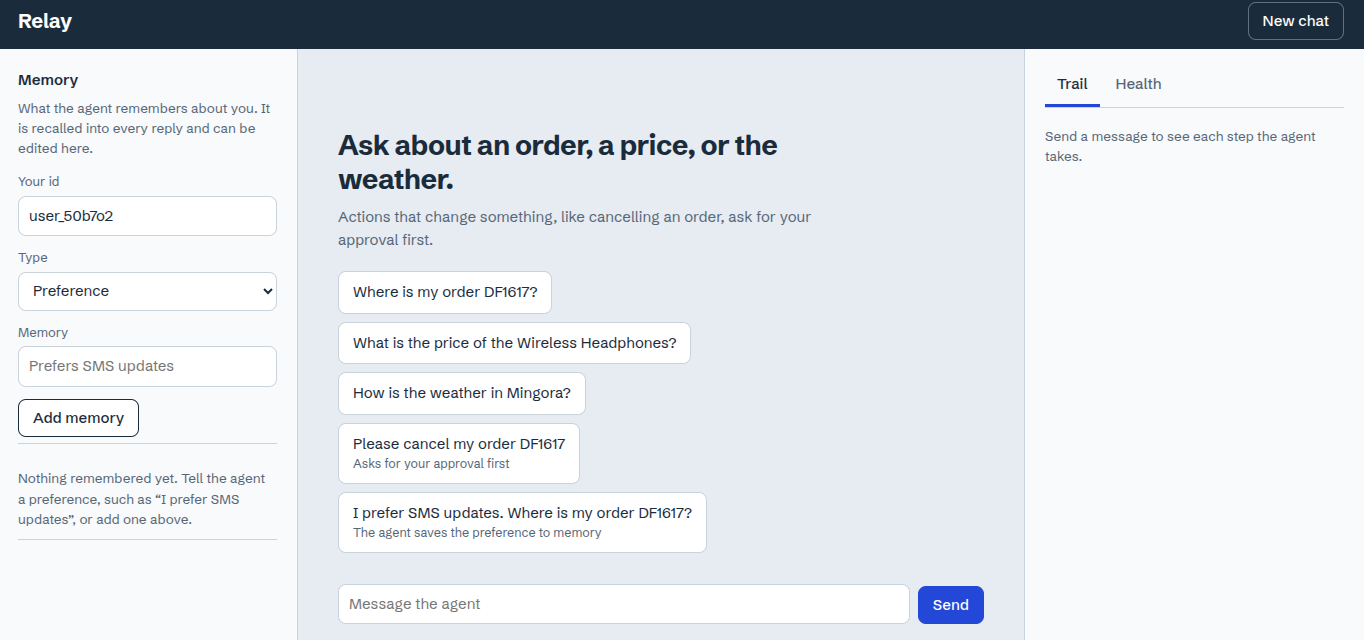 Relay
New chat
Memory
What the agent remembers about you. It
is recalled into every reply and can be
edited here.
Your id
user_50b7o2
Type
Preference
Memory
Prefers SMS updates
Add memory
Nothing remembered yet. Tell the agent
a preference, such as “I prefer SMS
updates”, or add one above.
Ask about an order, a price, or the
weather.
Actions that change something, like cancelling an order, ask for your
approval first.
Where is my order DF1617?
What is the price of the Wireless Headphones?
How is the weather in Mingora?
Please cancel my order DF1617
Asks for your approval first
I prefer SMS updates. Where is my order DF1617?
The agent saves the preference to memory
Message the agent
Send
Trail
Health
Send a message to see each step the agent
takes.